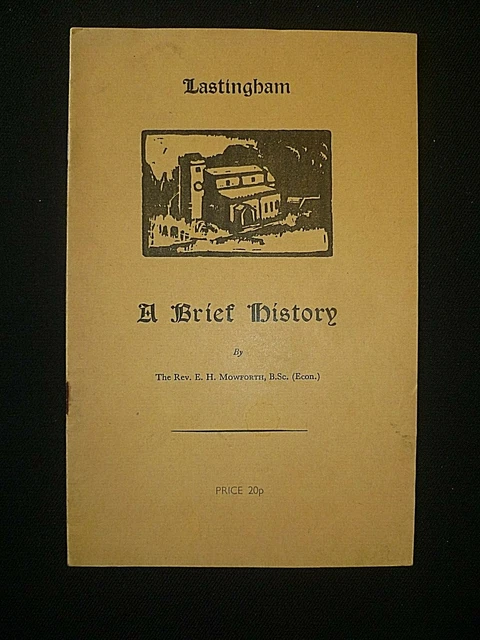 Lastingham
A Brief History
By
The Rev. E. H. Mowforth, B.Sc. (Econ.)
PRICE 20p